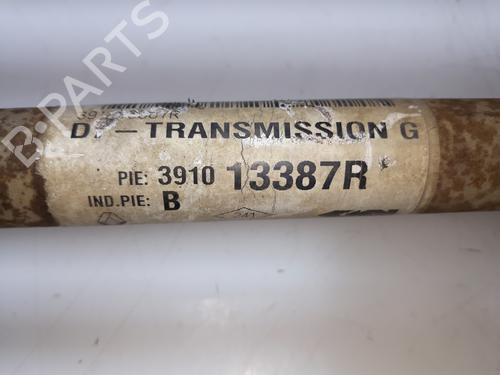 B-PARTS
D. -TRANSMISSION G
PIE: 3910 13387R
IND.PIE: B